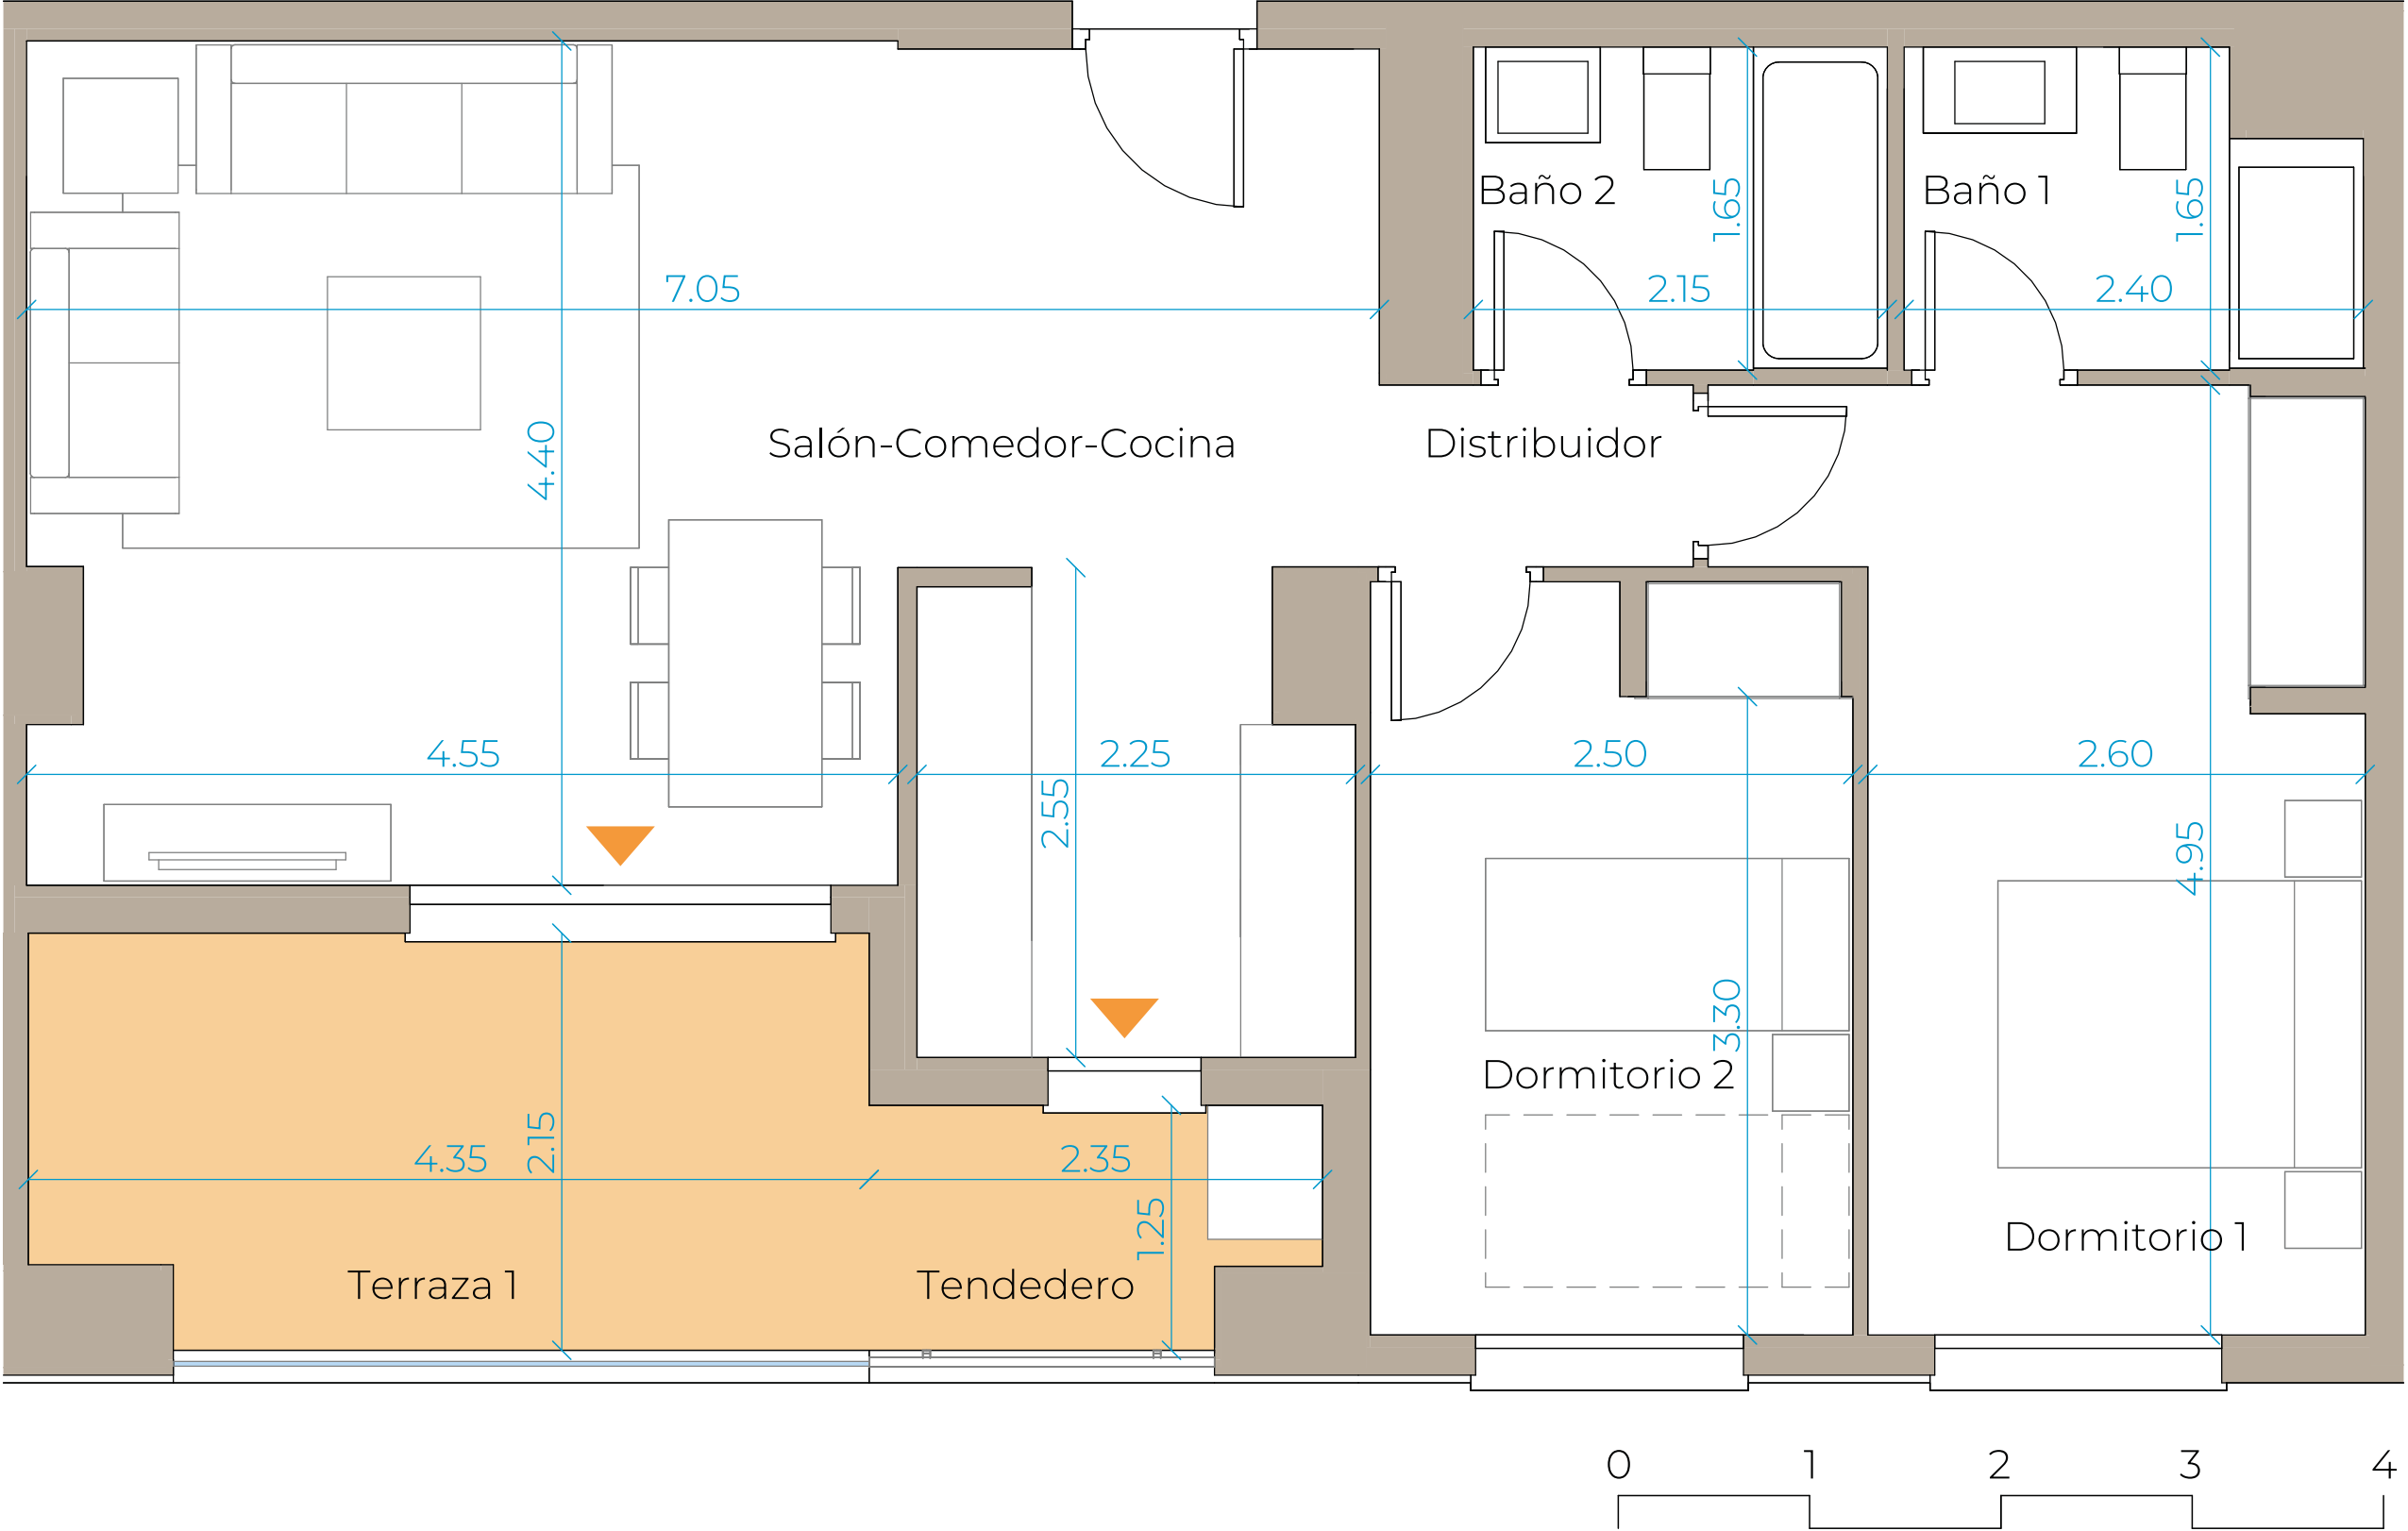 Baño 2
1.65
Baño 1
1.65
7.05
2.15
2.40
4.40
Salón-Comedor-Cocina
Distribuidor
4.55
2.55
2.25
2.50
2.60
4.95
3.30
Dormitorio 2
4.35
2.15
2.35
1.25
Dormitorio 1
Terraza 1
Tendedero
0 1 2 3 4